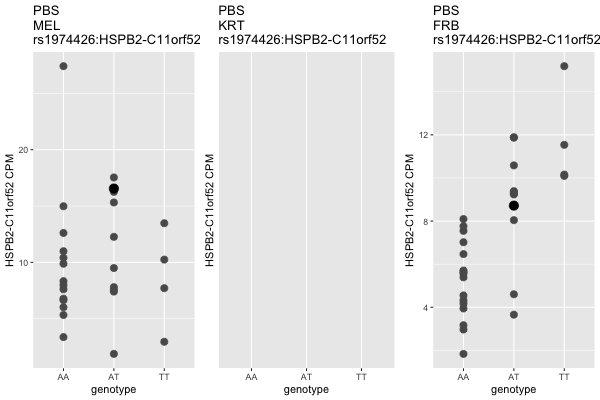 PBS
MEL
rs1974426:HSPB2-C11orf52
HSPB2-C11orf52 CPM
20
10
AA AT TT
genotype
PBS
KRT
rs1974426:HSPB2-C11orf52
HSPB2-C11orf52 CPM
AA AT TT
genotype
PBS
FRB
rs1974426:HSPB2-C11orf52
HSPB2-C11orf52 CPM
12
8
4
AA AT TT
genotype